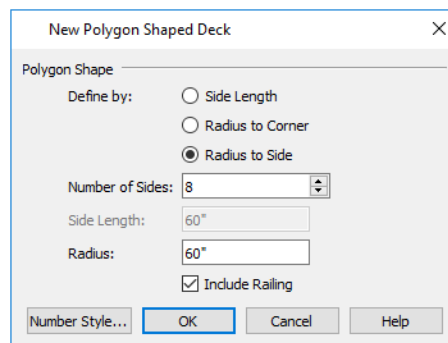 New Polygon Shaped Deck
Polygon Shape
Define by: Side Length
Radius to Corner
Radius to Side
Number of Sides: 8
Side Length: 60"
Radius: 60"
Include Railing
Number Style... OK Cancel Help